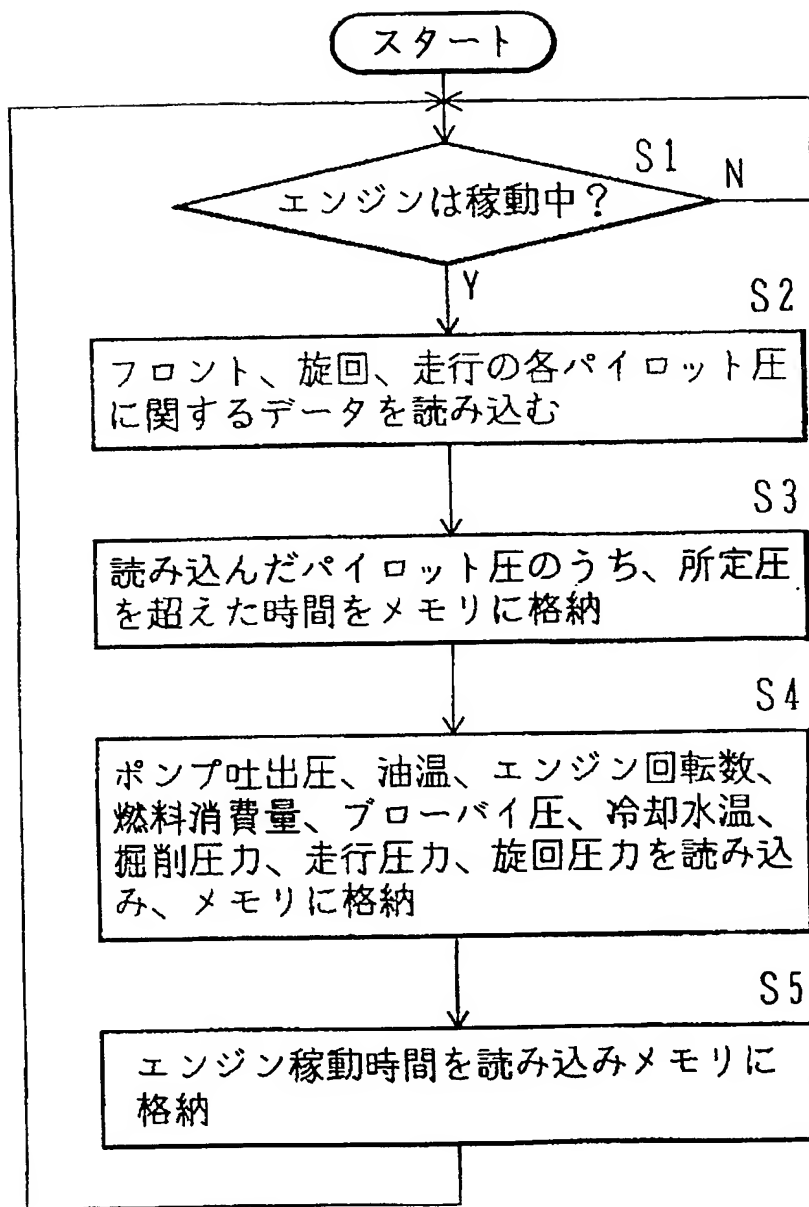 スタート
S1
エンジンは稼動中?
N
Y
S2
フロント、旋回、走行の各パイロット圧
に関するデータを読み込む
S3
読み込んだパイロット圧のうち、所定圧
を超えた時間をメモリに格納
S4
ポンプ吐出圧、油温、エンジン回転数、
燃料消費量、ブローバイ圧、冷却水温、
掘削圧力、走行圧力、旋回圧力を読み込
み、メモリに格納
S5
エンジン稼動時間を読み込みメモリに
格納